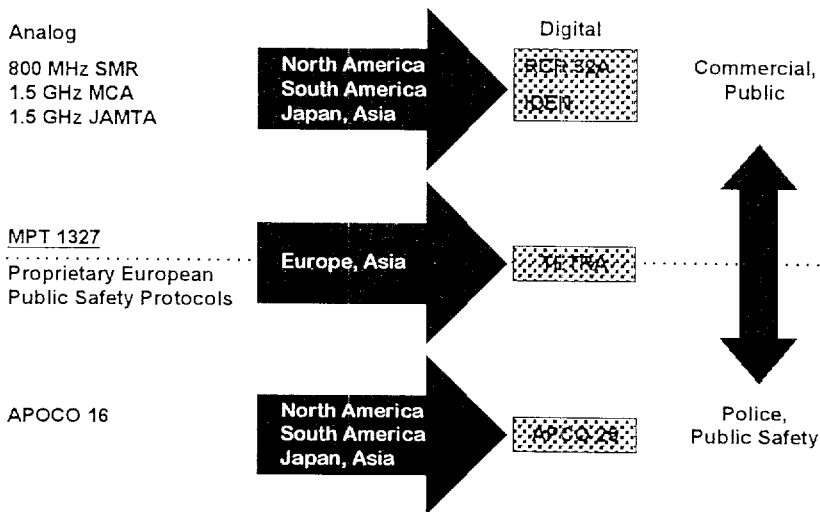 Analog
Digital
800 MHz SMR
1.5 GHz MCA
1.5 GHz JAMTA
North America
South America
Japan, Asia
RCR 32A
IDEN
Commercial,
Public
MPT 1327
Proprietary European
Public Safety Protocols
Europe, Asia
TETRA
APOCO 16
North America
South America
Japan, Asia
APCO 25
Police,
Public Safety